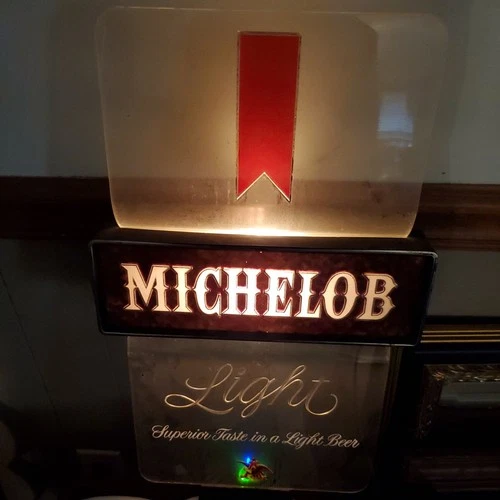 MICHELOB
Light
Superior Taste in a Light Beer